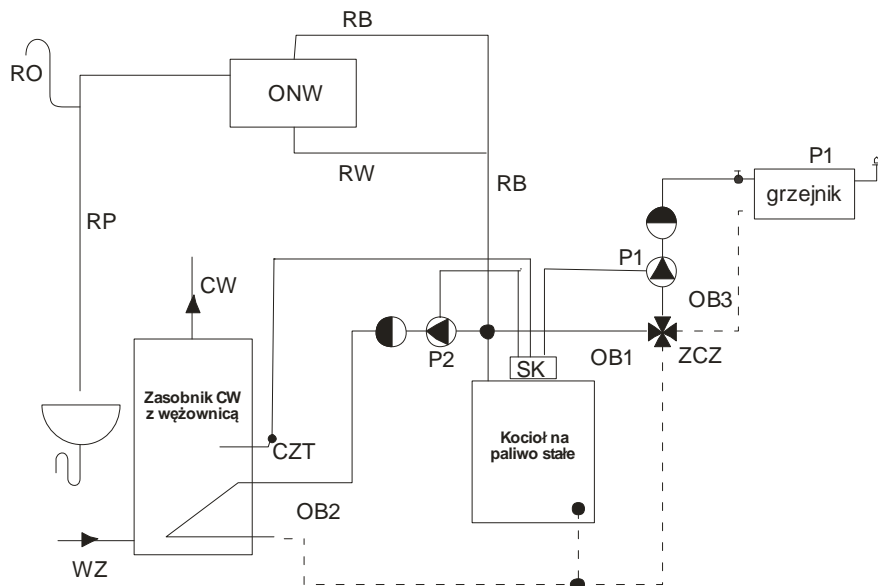 RB
RO
ONW
P1
RW
RB
grzejnik
RP
P1
CW
OB3
P2
OB1
ZCZ
SK
Zasobnik CW
z wężownicą
Kocioł na
paliwo stałe
CZT
OB2
WZ